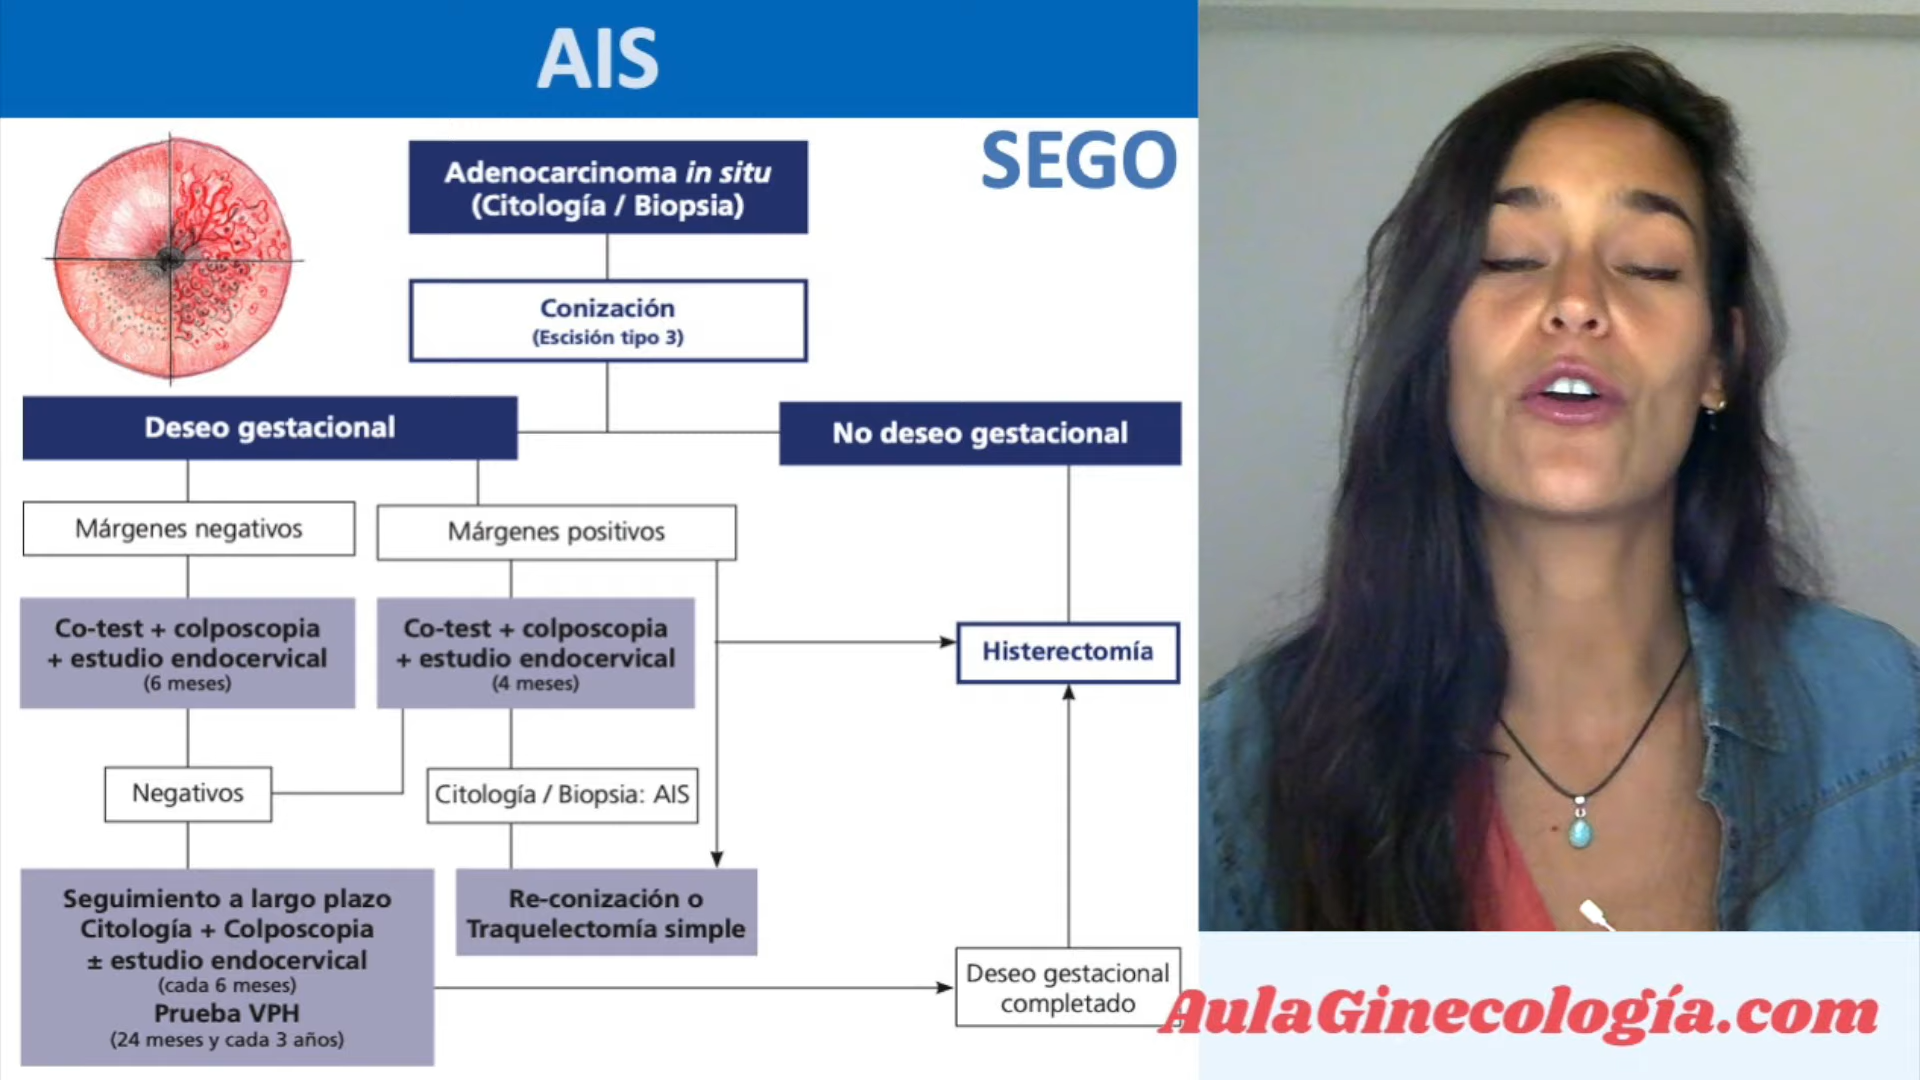 AIS
SEGO
Adenocarcinoma in situ
(Citología / Biopsia)
Conización
(Escisión tipo 3)
Deseo gestacional
No deseo gestacional
Márgenes negativos
Márgenes positivos
Co-test + colposcopia
+ estudio endocervical
(6 meses)
Co-test + colposcopia
+ estudio endocervical
(4 meses)
Histerectomía
Negativos
Citología / Biopsia: AIS
Seguimiento a largo plazo
Citología + Colposcopia
± estudio endocervical
(cada 6 meses)
Prueba VPH
(24 meses y cada 3 años)
Re-conización o
Traquelectomía simple
Deseo gestacional
completado
AulaGinecología.com